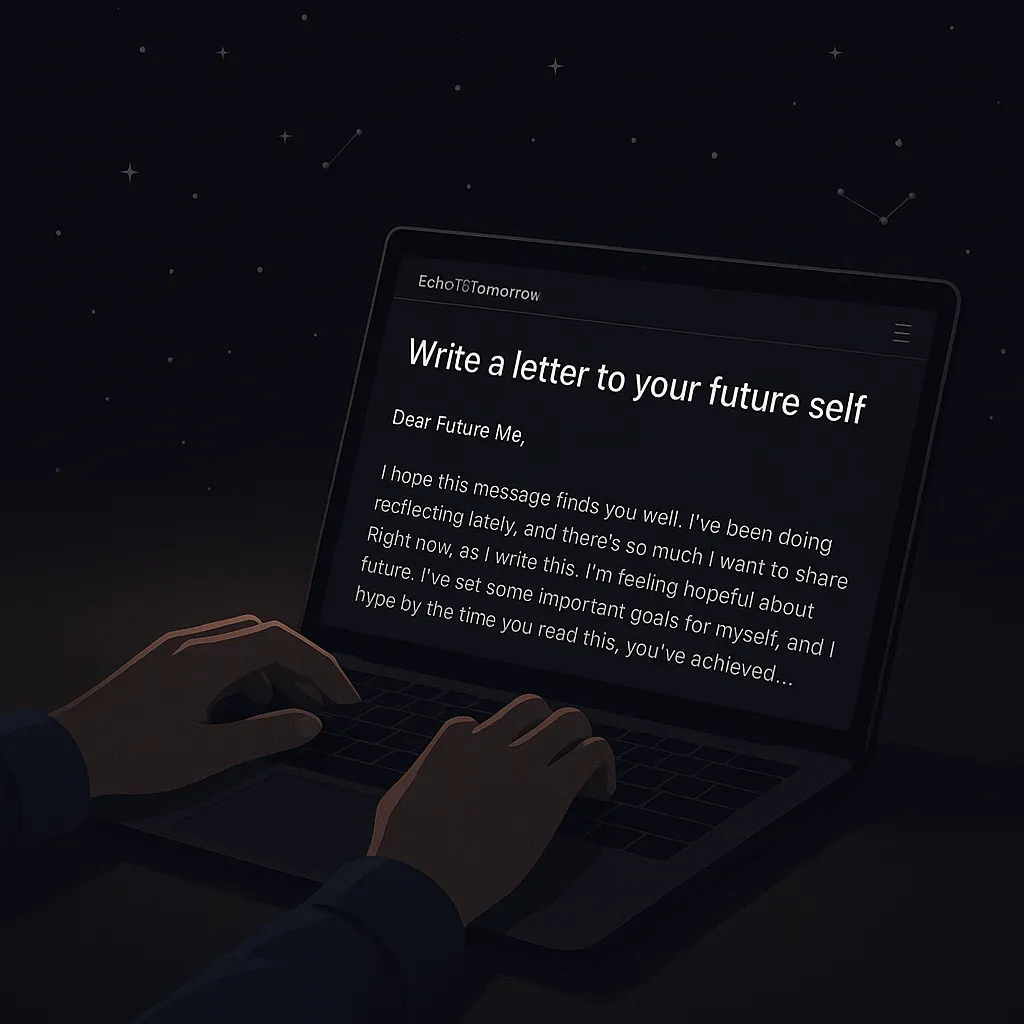 EchoT6Tomorrow
Write a letter to your future self
Dear Future Me,
I hope this message finds you well. I've been doing
recflecting lately, and there's so much I want to share
Right now, as I write this. I'm feeling hopeful about
future. I've set some important goals for myself, and I
hype by the time you read this, you've achieved...